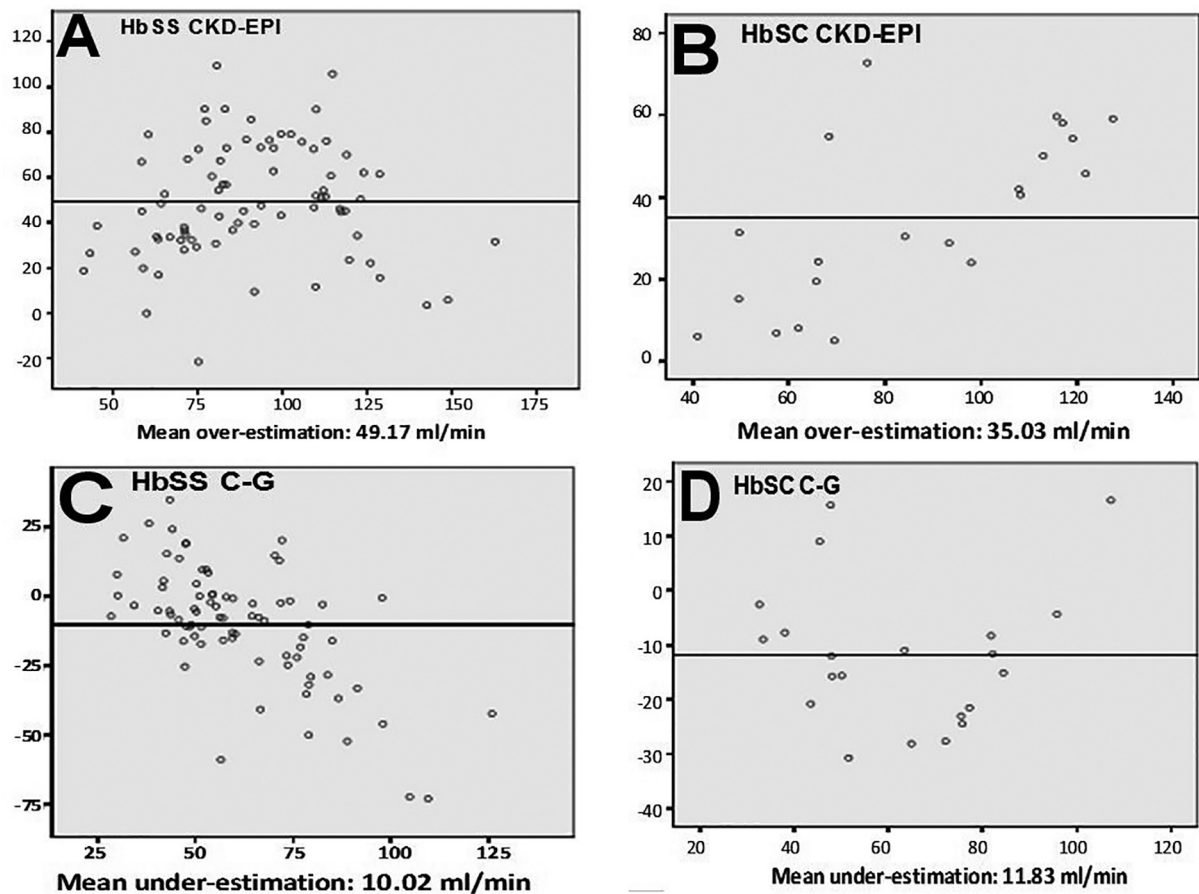 A HbSS CKD-EPI
120
100
80
60
40
20
0
-20
50 75 100 125 150 175
Mean over-estimation: 49.17 ml/min
B HbSC CKD-EPI
80
60
40
20
0
40 60 80 100 120 140
Mean over-estimation: 35.03 ml/min
C HbSS C-G
25
0
-25
-50
-75
25 50 75 100 125
Mean under-estimation: 10.02 ml/min
D HbSC C-G
20
10
0
-10
-20
-30
-40
20 40 60 80 100 120
Mean under-estimation: 11.83 ml/min